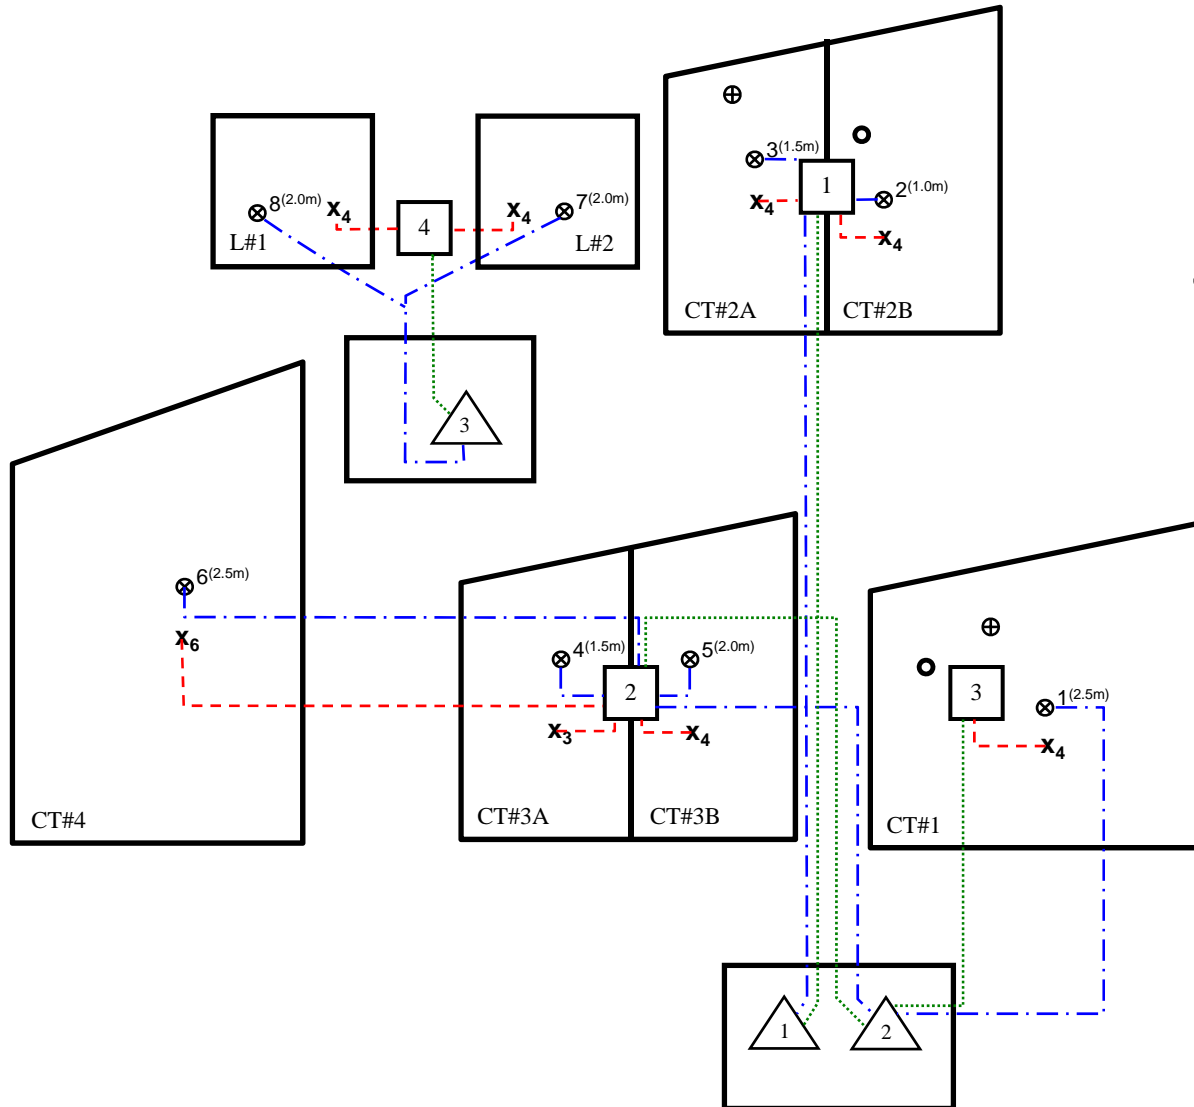 3(1.5m)
1
2(1.0m)
x4
x4
CT#2A
CT#2B
8(2.0m)
x4
4
x4
7(2.0m)
L#1
L#2
3
6(2.5m)
x6
CT#4
4(1.5m)
5(2.0m)
2
x3
x4
CT#3A
CT#3B
3
1(2.5m)
x4
CT#1
1
2